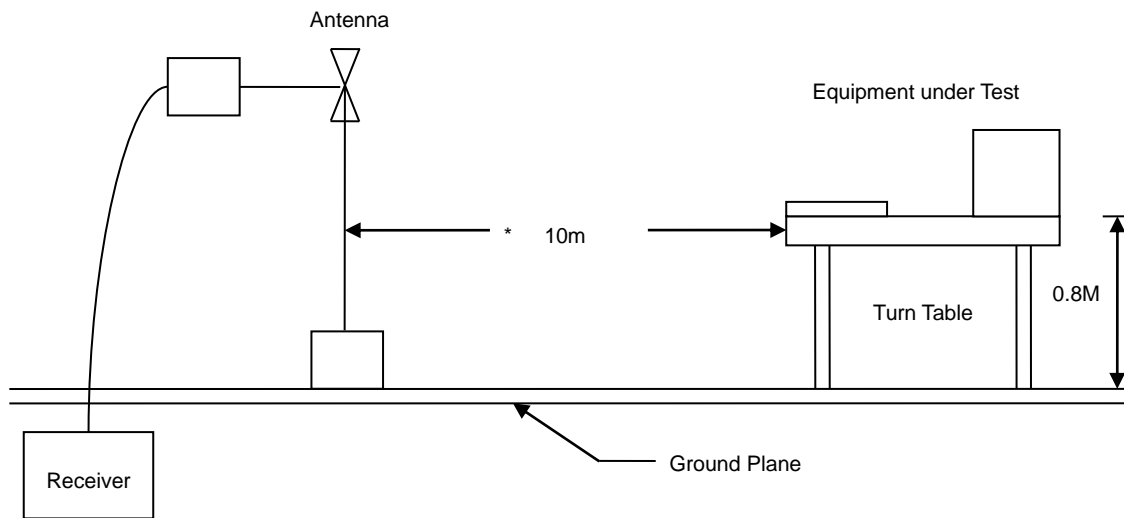 Antenna
Equipment under Test
* 10m
0.8M
Turn Table
Ground Plane
Receiver